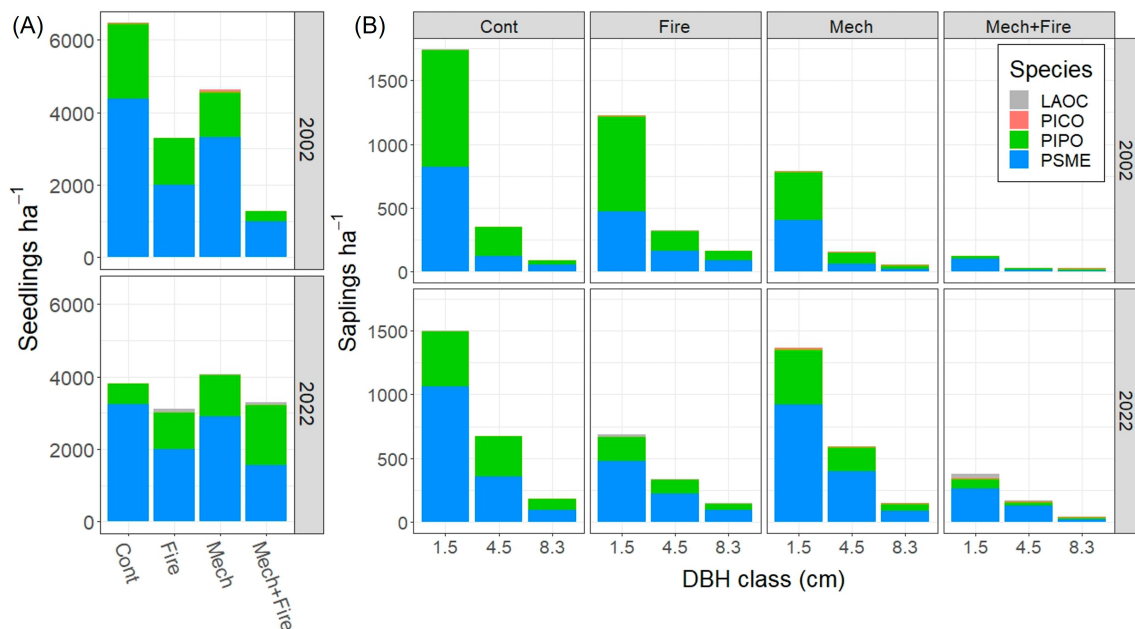 (A)
Seedlings ha⁻¹
6000
4000
2000
0
2002
6000
4000
2000
0
2022
Cont
Fire
Mech
Mech+Fire
(B)
Cont
Fire
Mech
Mech+Fire
Saplings ha⁻¹
1500
1000
500
0
2002
Species
LAOC
PICO
PIPO
PSME
1500
1000
500
0
2022
1.5 4.5 8.3
1.5 4.5 8.3
1.5 4.5 8.3
1.5 4.5 8.3
DBH class (cm)